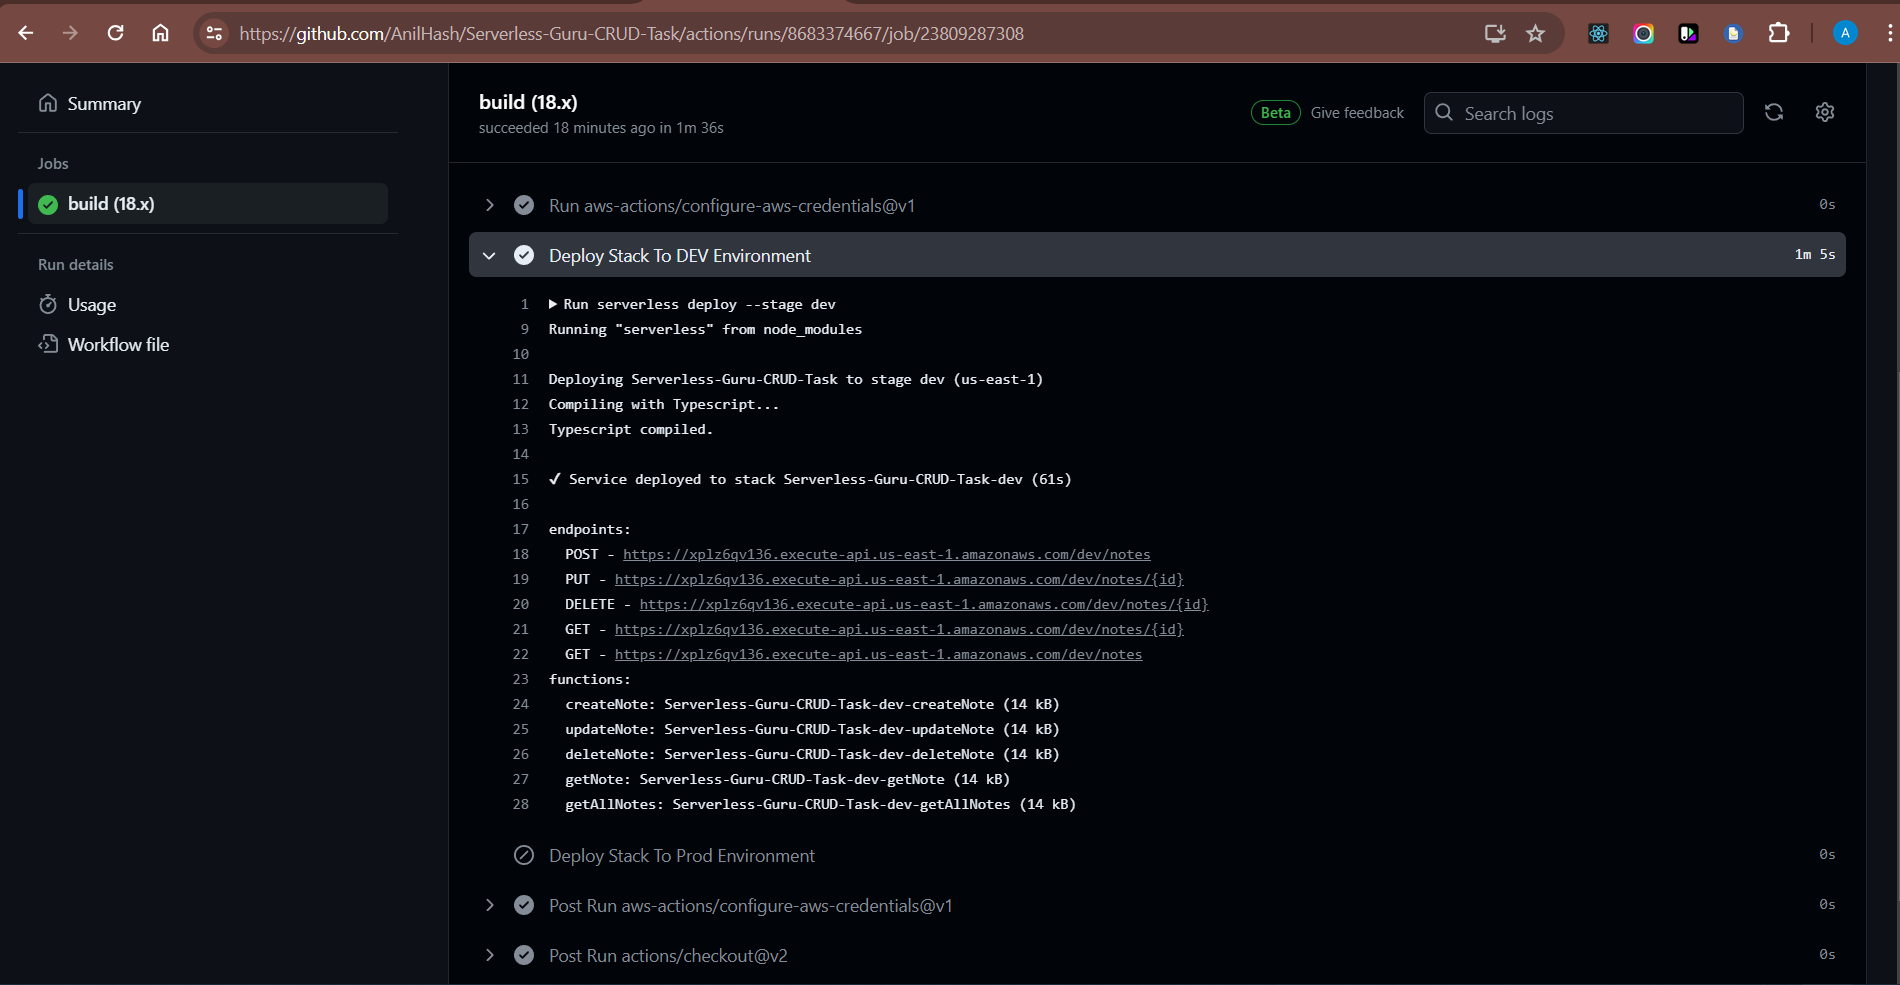 https://github.com/AnilHash/Serverless-Guru-CRUD-Task/actions/runs/8683374667/job/23809287308
A
Summary
Jobs
build (18.x)
Run details
Usage
Workflow file
build (18.x)
succeeded 18 minutes ago in 1m 36s
Beta Give feedback
Search logs
Run aws-actions/configure-aws-credentials@v1 0s
Deploy Stack To DEV Environment 1m 5s
1 ▶ Run serverless deploy --stage dev
9 Running "serverless" from node_modules
10
11 Deploying Serverless-Guru-CRUD-Task to stage dev (us-east-1)
12 Compiling with Typescript...
13 Typescript compiled.
14
15 ✓ Service deployed to stack Serverless-Guru-CRUD-Task-dev (61s)
16
17 endpoints:
18 POST - https://xplz6qv136.execute-api.us-east-1.amazonaws.com/dev/notes
19 PUT - https://xplz6qv136.execute-api.us-east-1.amazonaws.com/dev/notes/{id}
20 DELETE - https://xplz6qv136.execute-api.us-east-1.amazonaws.com/dev/notes/{id}
21 GET - https://xplz6qv136.execute-api.us-east-1.amazonaws.com/dev/notes/{id}
22 GET - https://xplz6qv136.execute-api.us-east-1.amazonaws.com/dev/notes
23 functions:
24 createNote: Serverless-Guru-CRUD-Task-dev-createNote (14 kB)
25 updateNote: Serverless-Guru-CRUD-Task-dev-updateNote (14 kB)
26 deleteNote: Serverless-Guru-CRUD-Task-dev-deleteNote (14 kB)
27 getNote: Serverless-Guru-CRUD-Task-dev-getNote (14 kB)
28 getAllNotes: Serverless-Guru-CRUD-Task-dev-getAllNotes (14 kB)
Deploy Stack To Prod Environment 0s
Post Run aws-actions/configure-aws-credentials@v1 0s
Post Run actions/checkout@v2 0s